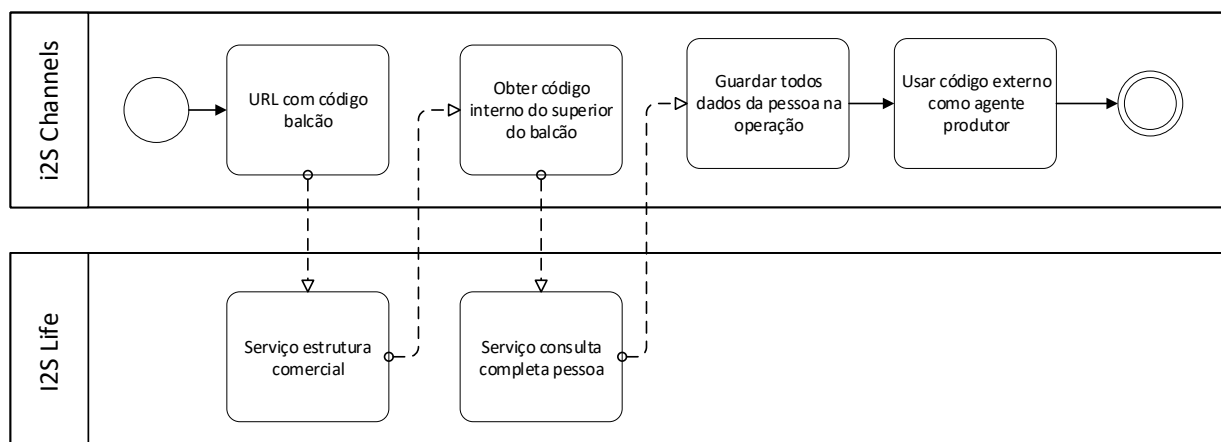 i2S Channels
URL com código
balcão
Obter código
interno do superior
do balcão
Guardar todos
dados da pessoa na
operação
Usar código externo
como agente
produtor
I2S Life
Serviço estrutura
comercial
Serviço consulta
completa pessoa